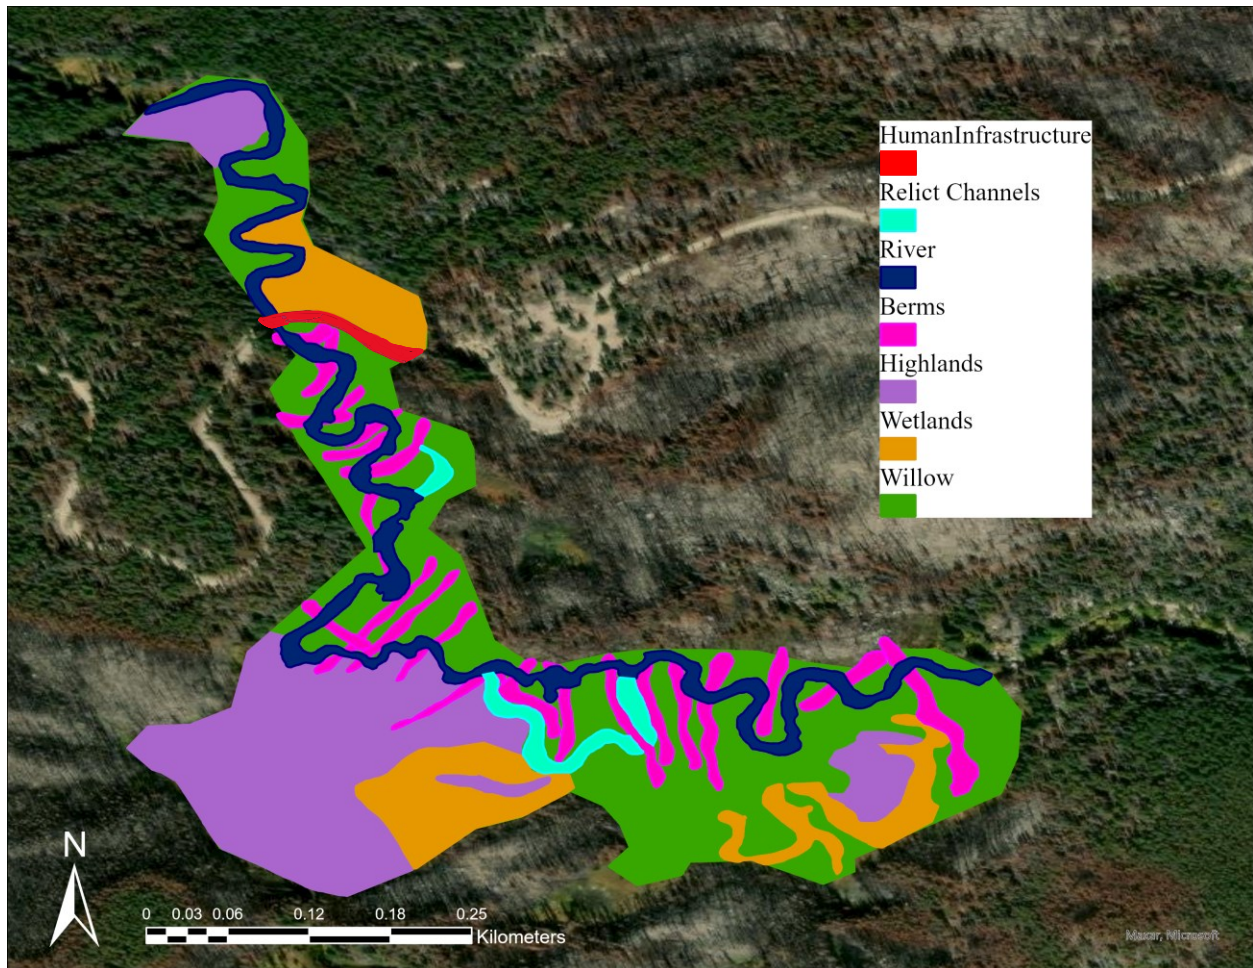 HumanInfrastructure
Relict Channels
River
Berms
Highlands
Wetlands
Willow
N
0 0.03 0.06 0.12 0.18 0.25
Kilometers
Maxar, Microsoft